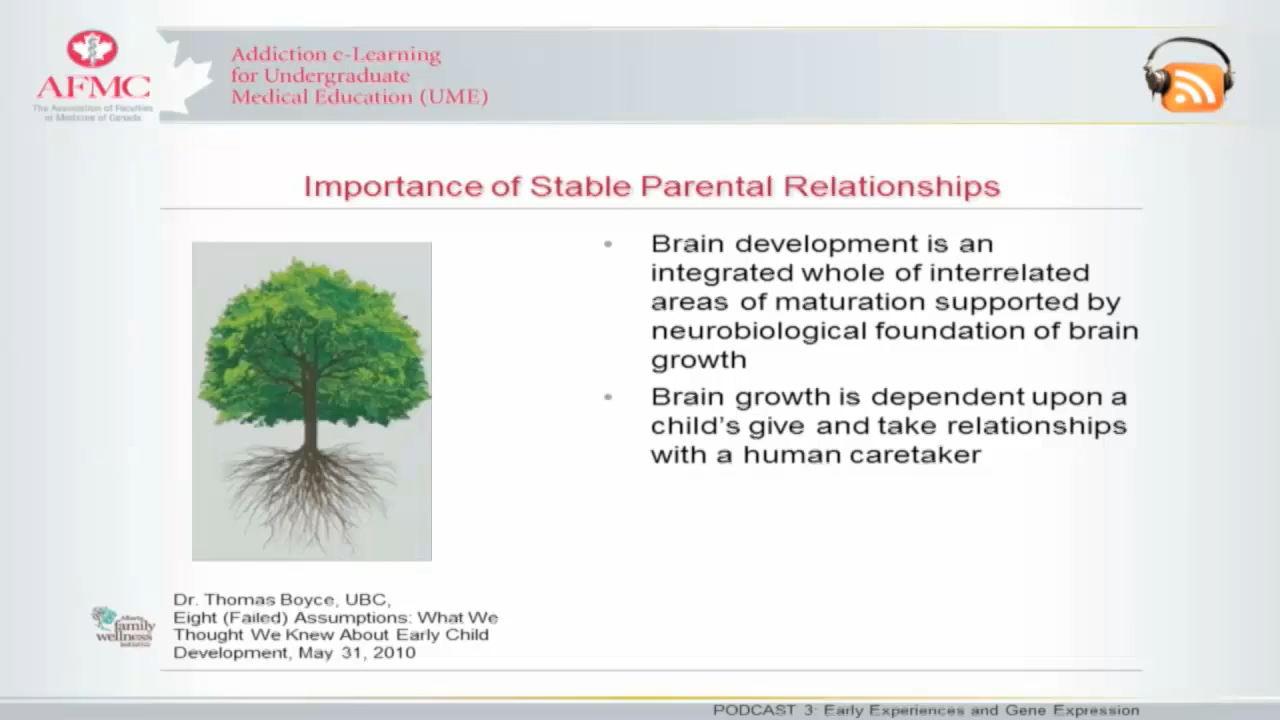 AFMC
The Association of Faculties
of Medicine of Canada
Addiction e-Learning
for Undergraduate
Medical Education (UME)
Importance of Stable Parental Relationships
• Brain development is an
integrated whole of interrelated
areas of maturation supported by
neurobiological foundation of brain
growth
• Brain growth is dependent upon a
child's give and take relationships
with a human caretaker
Dr. Thomas Boyce, UBC,
Eight (Failed) Assumptions: What We
Thought We Knew About Early Child
Development, May 31, 2010
Alberta
family
wellness
initiative
PODCAST 3: Early Experiences and Gene Expression